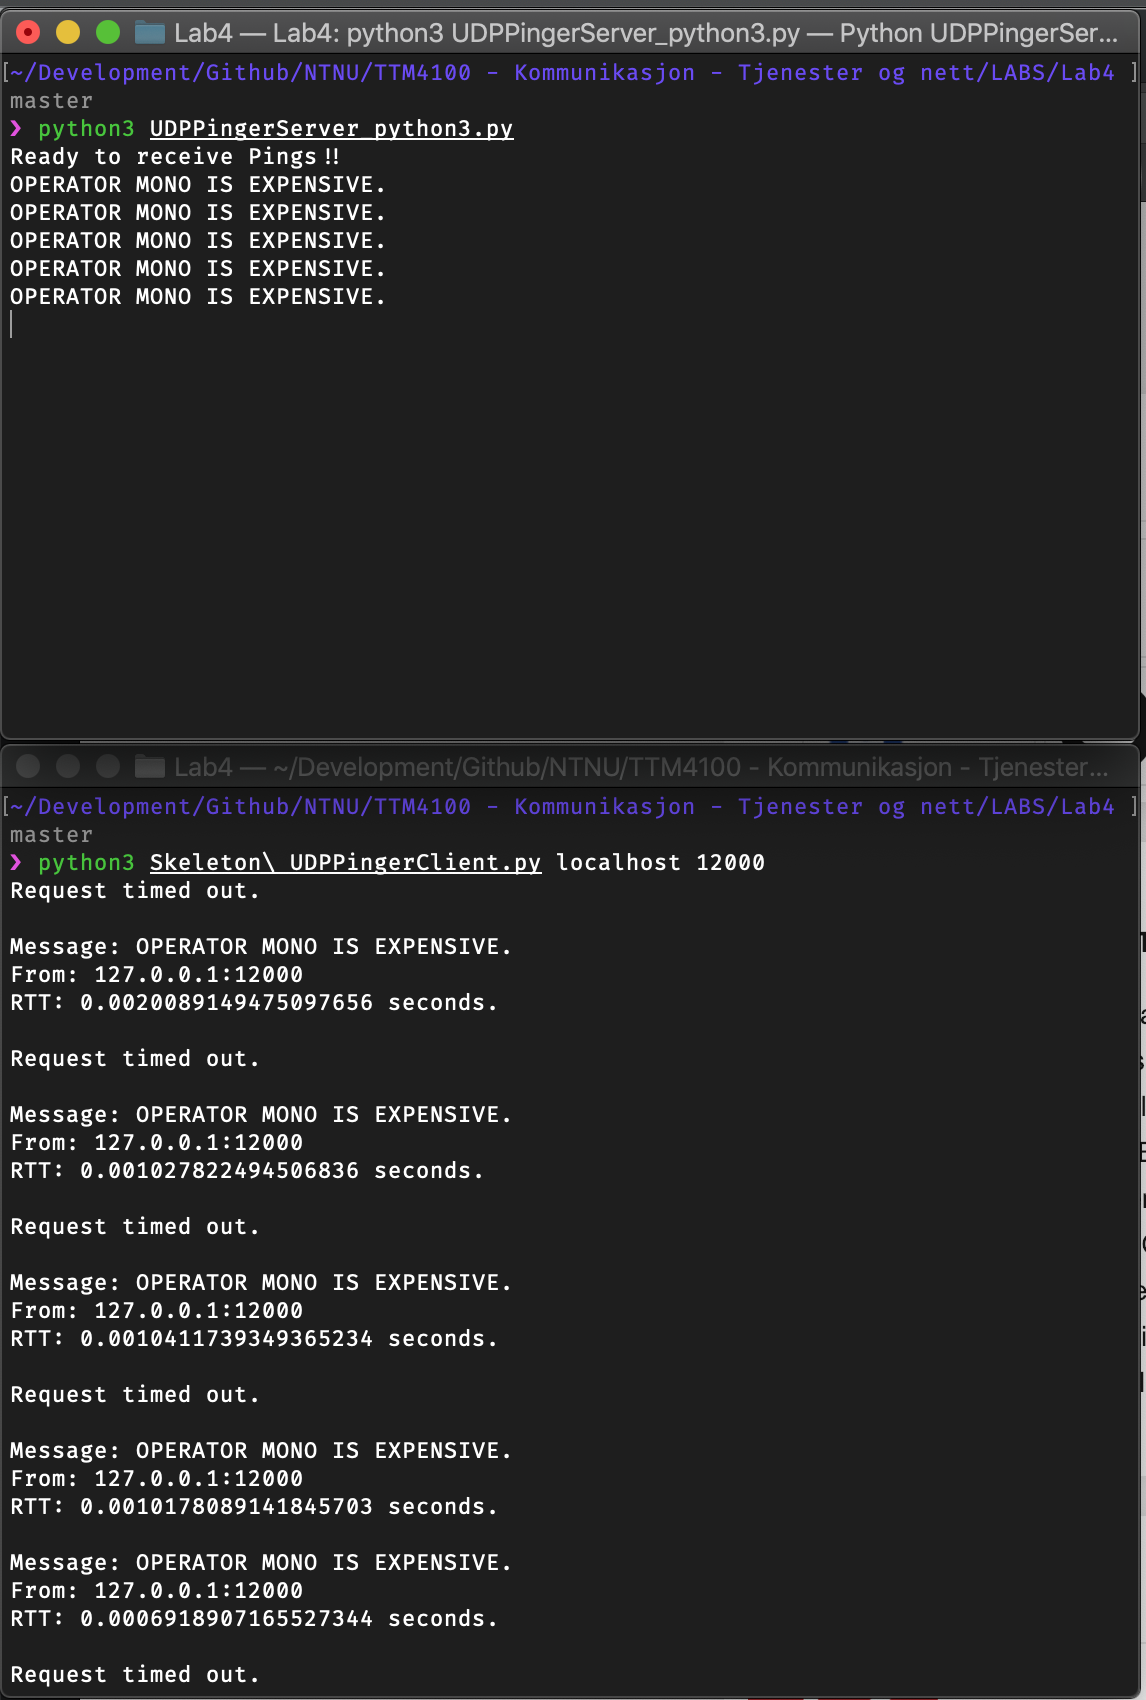 Lab4 — Lab4: python3 UDPPingerServer_python3.py — Python UDPPingerSer...
[~/Development/Github/NTNU/TTM4100 - Kommunikasjon - Tjenester og nett/LABS/Lab4 ]
master
❯ python3 UDPPingerServer_python3.py
Ready to receive Pings!!
OPERATOR MONO IS EXPENSIVE.
OPERATOR MONO IS EXPENSIVE.
OPERATOR MONO IS EXPENSIVE.
OPERATOR MONO IS EXPENSIVE.
OPERATOR MONO IS EXPENSIVE.
Lab4 — ~/Development/Github/NTNU/TTM4100 - Kommunikasjon - Tjenester...
[~/Development/Github/NTNU/TTM4100 - Kommunikasjon - Tjenester og nett/LABS/Lab4 ]
master
❯ python3 Skeleton\ UDPPingerClient.py localhost 12000
Request timed out.
Message: OPERATOR MONO IS EXPENSIVE.
From: 127.0.0.1:12000
RTT: 0.0020089149475097656 seconds.
Request timed out.
Message: OPERATOR MONO IS EXPENSIVE.
From: 127.0.0.1:12000
RTT: 0.001027822494506836 seconds.
Request timed out.
Message: OPERATOR MONO IS EXPENSIVE.
From: 127.0.0.1:12000
RTT: 0.0010411739349365234 seconds.
Request timed out.
Message: OPERATOR MONO IS EXPENSIVE.
From: 127.0.0.1:12000
RTT: 0.0010178089141845703 seconds.
Message: OPERATOR MONO IS EXPENSIVE.
From: 127.0.0.1:12000
RTT: 0.0006918907165527344 seconds.
Request timed out.